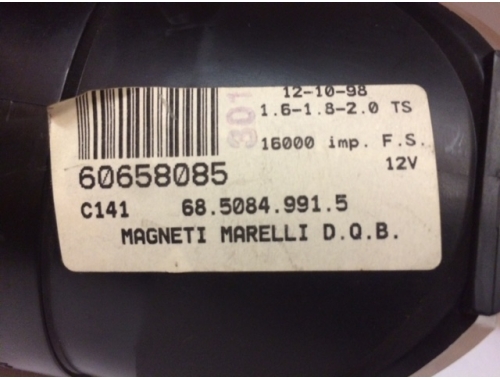 12-10-98
1.6-1.8-2.0 TS
801
16000 imp. F.S.
12V
60658085
C141 68.5084.991.5
MAGNETI MARELLI D.Q.B.